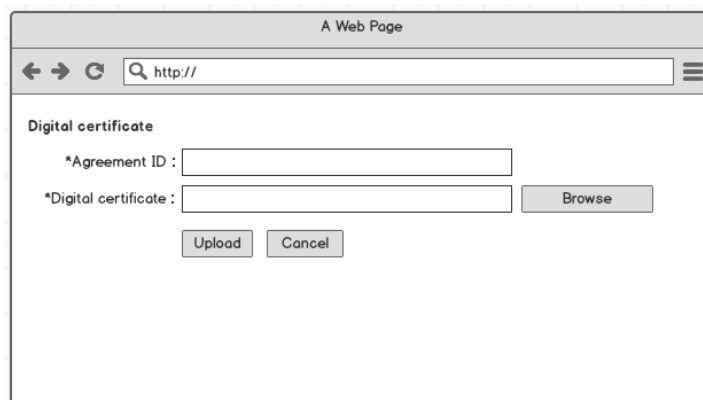 A Web Page
http://
Digital certificate
*Agreement ID :
*Digital certificate : Browse
Upload Cancel